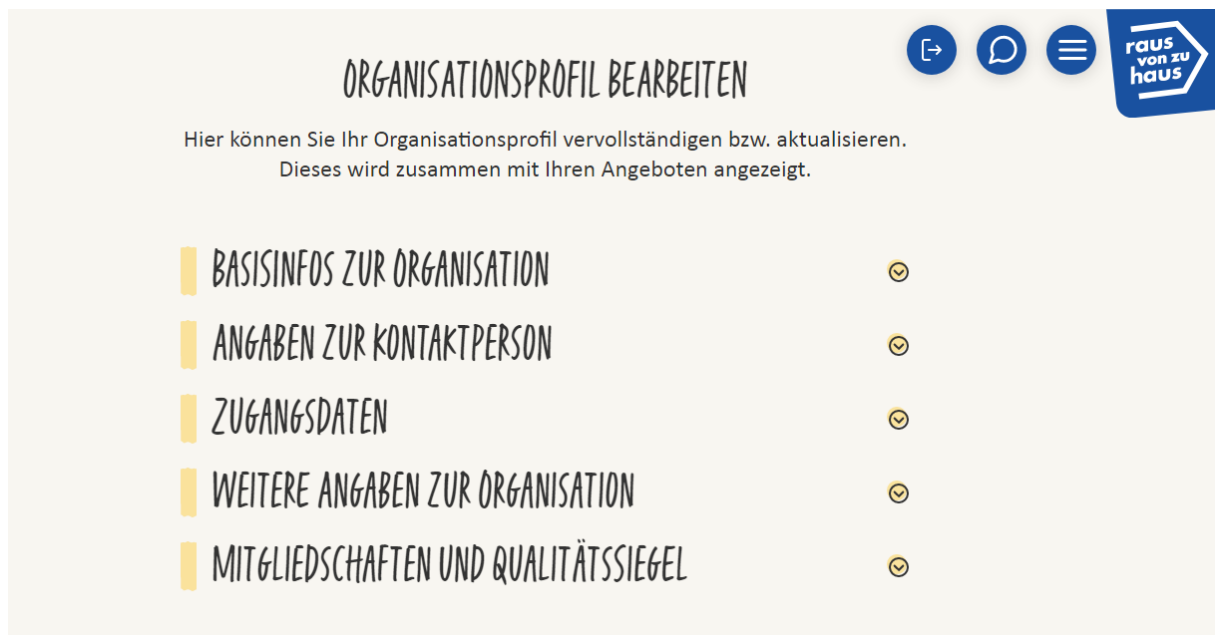 raus
von zu
haus
ORGANISATIONSPROFIL BEARBEITEN
Hier können Sie Ihr Organisationsprofil vervollständigen bzw. aktualisieren.
Dieses wird zusammen mit Ihren Angeboten angezeigt.
BASISINFOS ZUR ORGANISATION
ANGABEN ZUR KONTAKTPERSON
ZUGANGSDATEN
WEITERE ANGABEN ZUR ORGANISATION
MITGLIEDSCHAFTEN UND QUALITÄTSSIEGEL